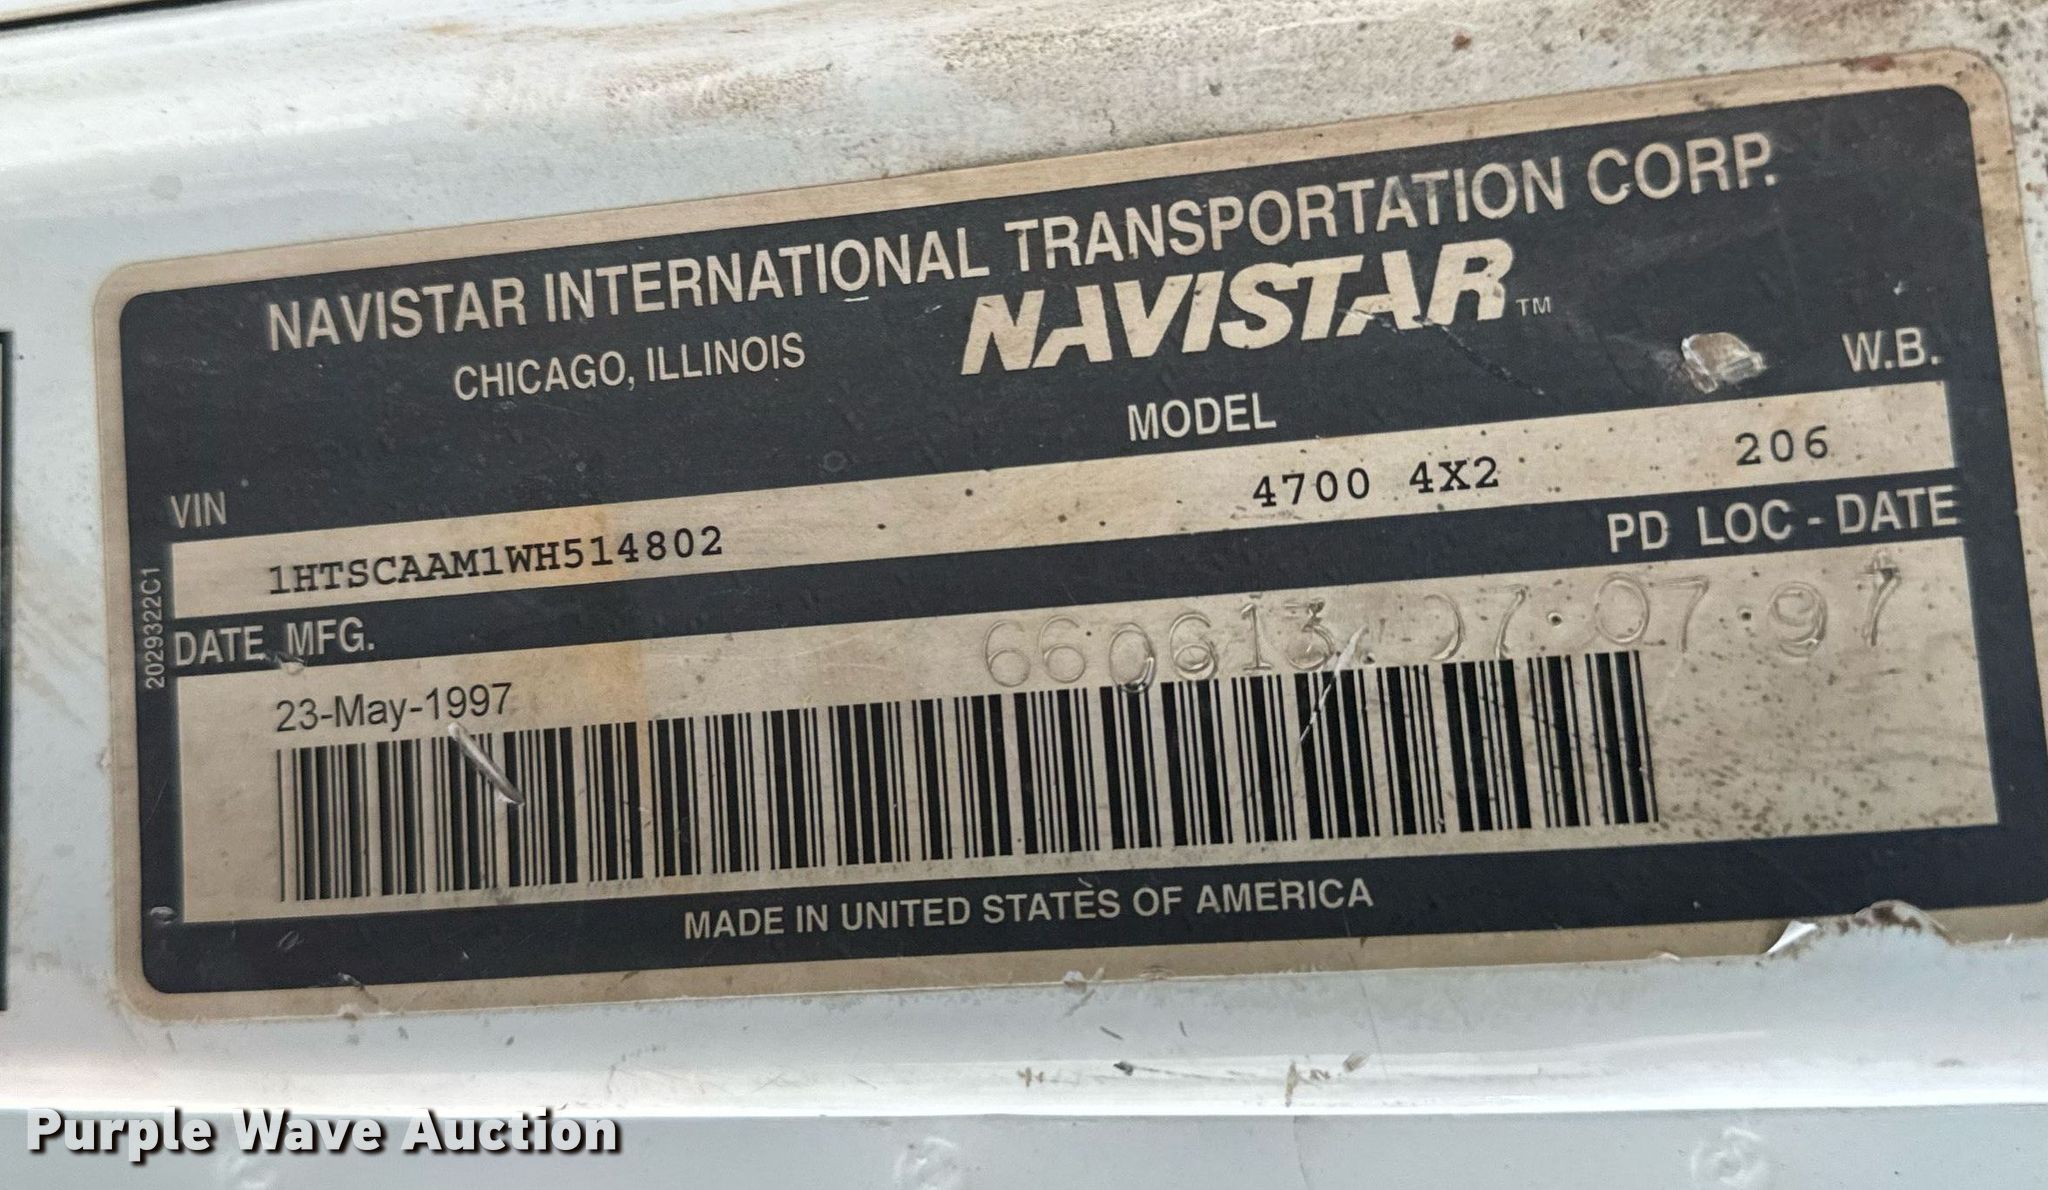 NAVISTAR INTERNATIONAL TRANSPORTATION CORP.
CHICAGO, ILLINOIS
NAVISTAR™
VIN
MODEL
W.B.
1HTSCAAM1WH514802
4700 4X2
206
DATE MFG.
PD LOC - DATE
23-May-1997
660613 07·07·97
2029322C1
MADE IN UNITED STATES OF AMERICA
Purple Wave Auction